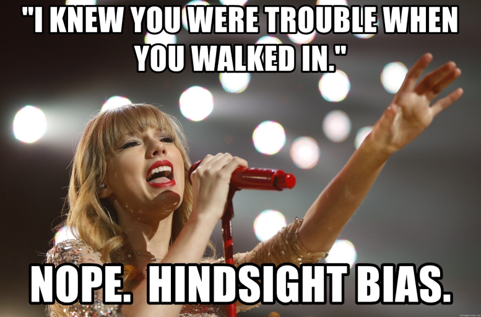 "I KNEW YOU WERE TROUBLE WHEN
YOU WALKED IN."
NOPE.  HINDSIGHT BIAS.